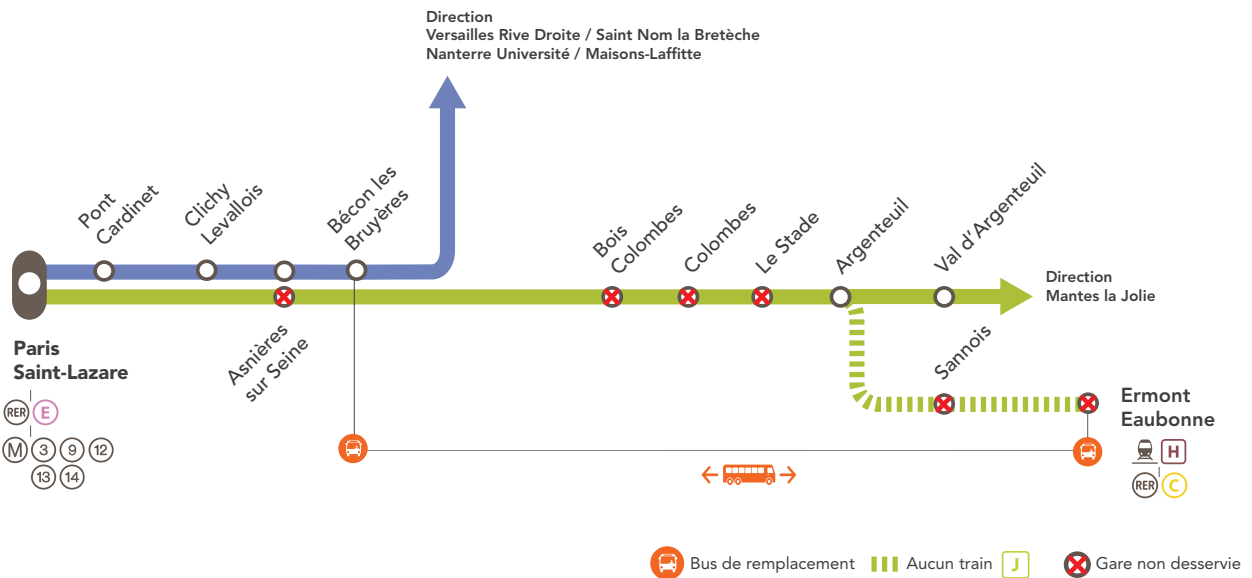 Direction
Versailles Rive Droite / Saint Nom la Bretèche
Nanterre Université / Maisons-Laffitte
Pont
Cardinet
Clichy
Levallois
Bécon les
Bruyères
Bois
Colombes
Colombes
Le Stade
Argenteuil
Val d'Argenteuil
Direction
Mantes la Jolie
Paris
Saint-Lazare
Asnières
sur Seine
Sannois
Ermont
Eaubonne
RER E
M 3 9 12
13 14
H
RER C
Bus de remplacement
Aucun train J
Gare non desservie